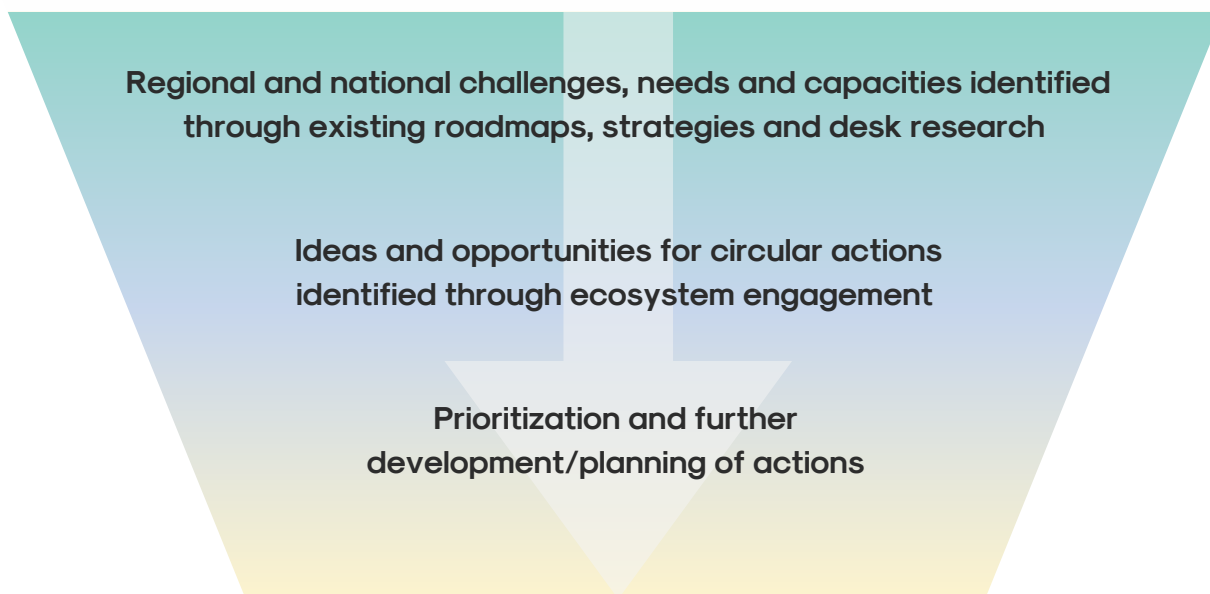 Regional and national challenges, needs and capacities identified
through existing roadmaps, strategies and desk research
Ideas and opportunities for circular actions
identified through ecosystem engagement
Prioritization and further
development/planning of actions